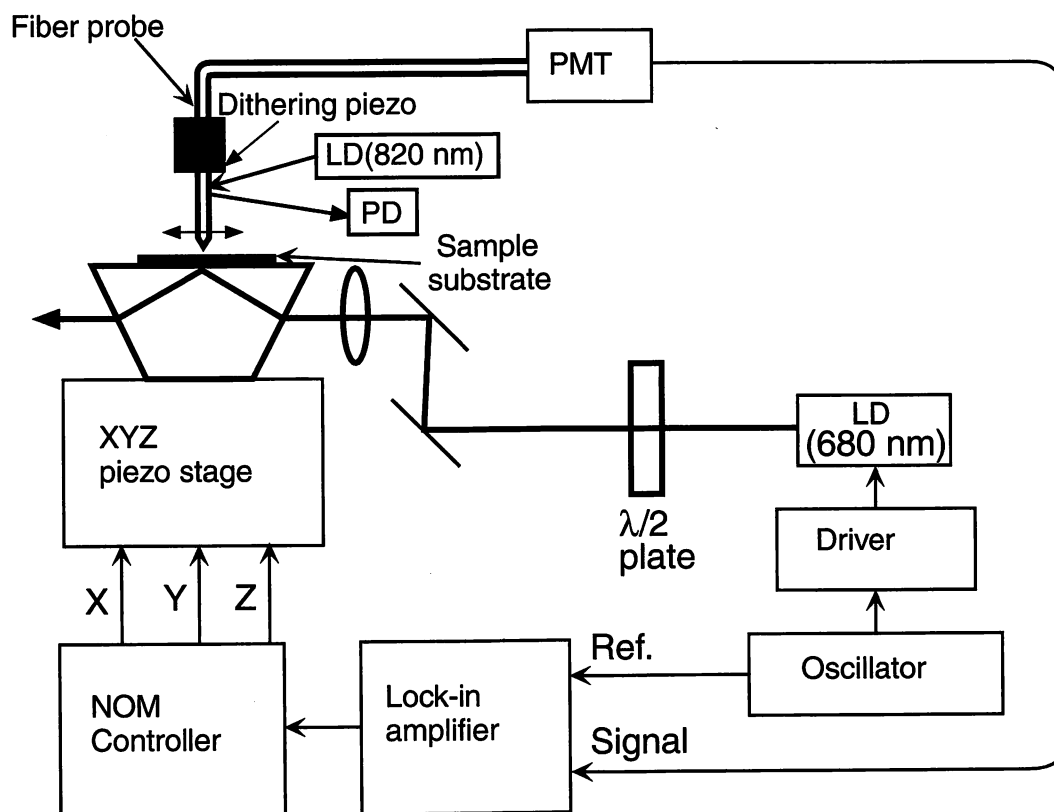 Fiber probe
PMT
Dithering piezo
LD(820 nm)
PD
Sample
substrate
XYZ
piezo stage
λ/2
plate
LD
(680 nm)
Driver
X
Y
Z
Oscillator
Ref.
Signal
Lock-in
amplifier
NOM
Controller